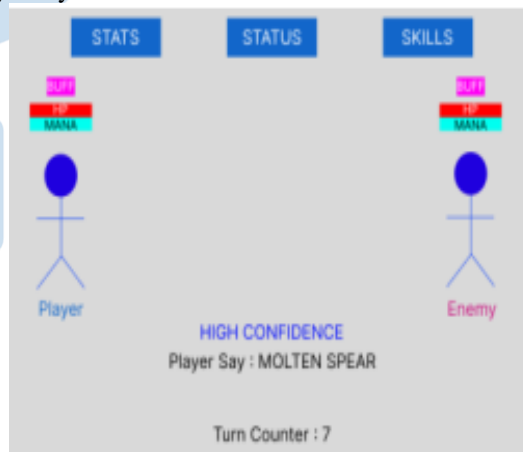 STATS STATUS SKILLS
BUFF BUFF
HP HP
MANA MANA
Player Enemy
HIGH CONFIDENCE
Player Say : MOLTEN SPEAR
Turn Counter : 7